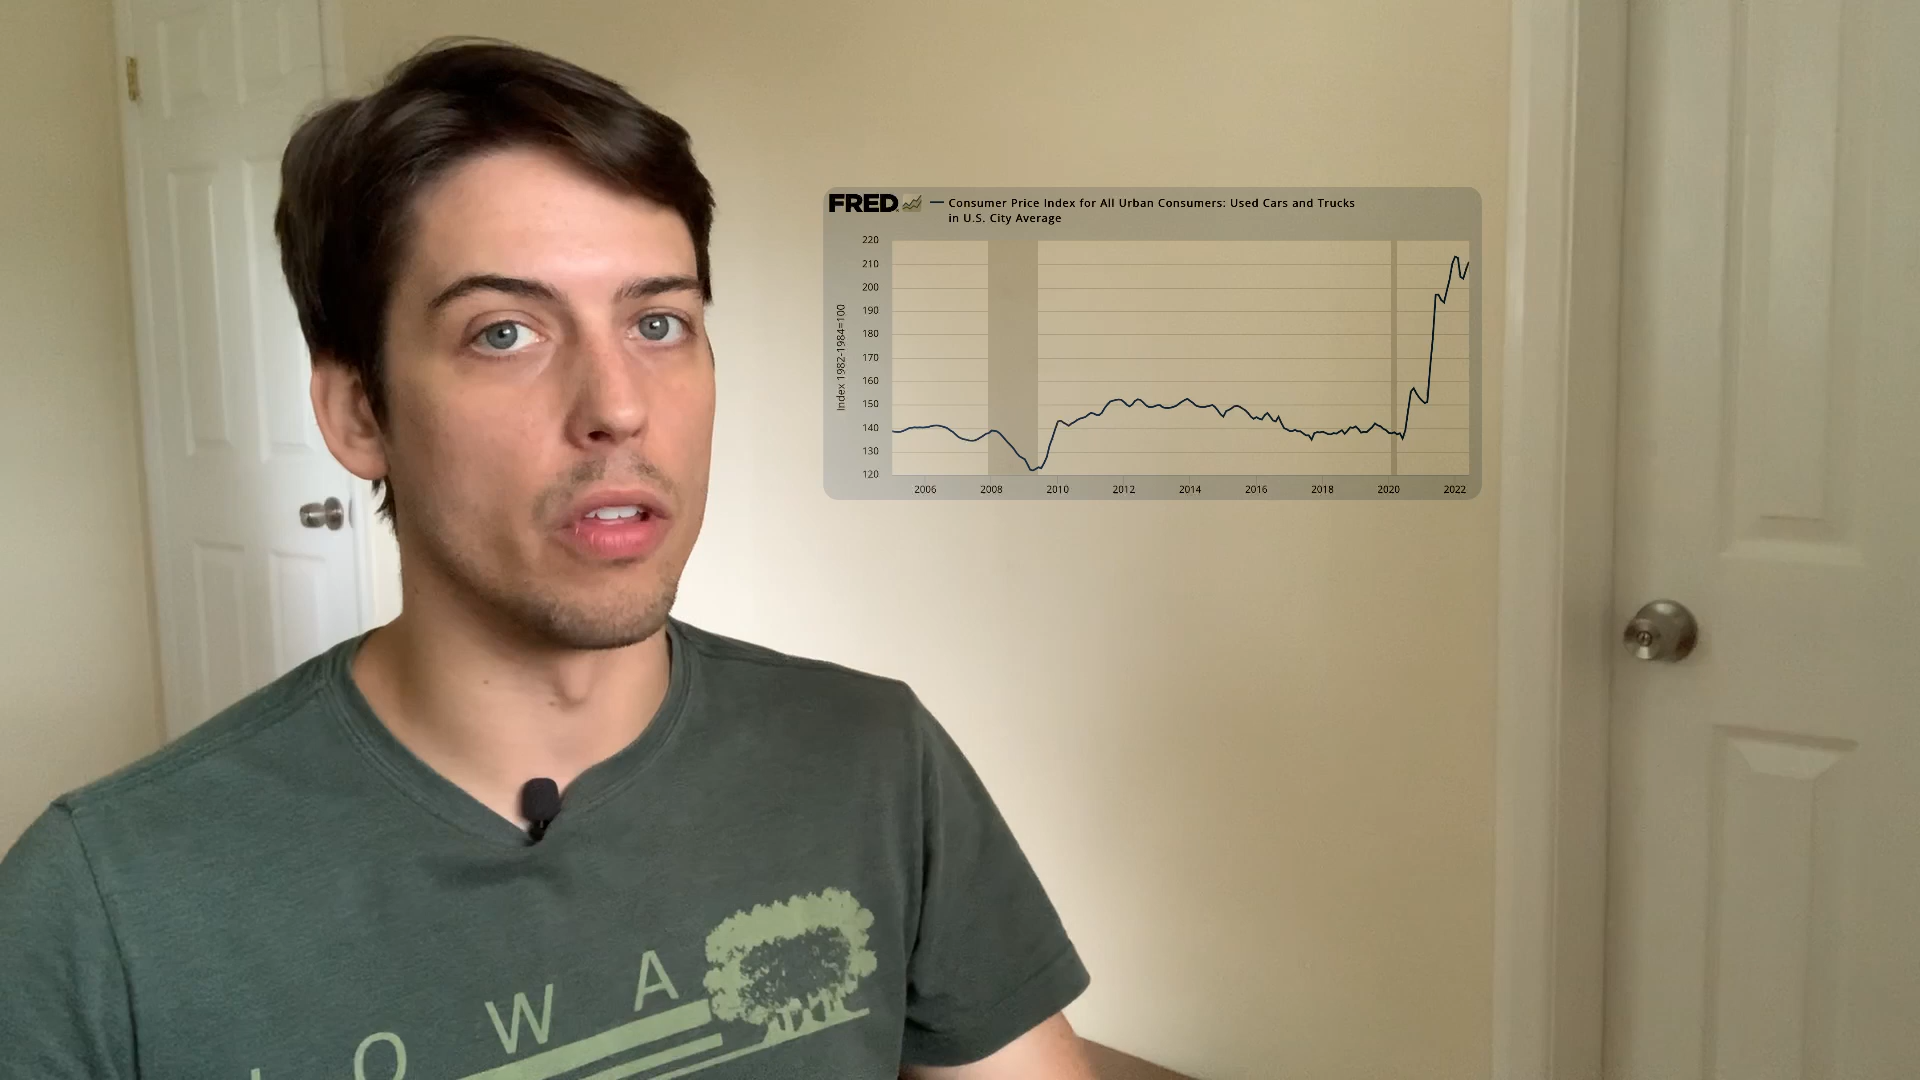 FRED
Consumer Price Index for All Urban Consumers: Used Cars and Trucks
in U.S. City Average
Index 1982-1984=100
220
210
200
190
180
170
160
150
140
130
120
2006 2008 2010 2012 2014 2016 2018 2020 2022
I O W A